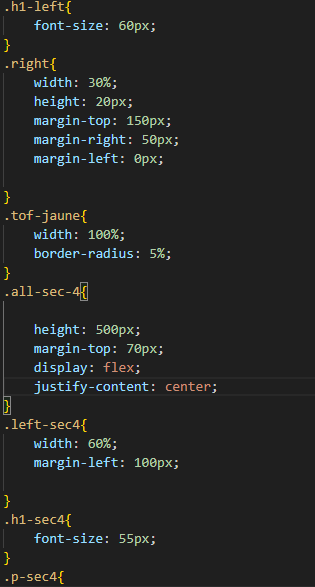 .h1-left{
    font-size: 60px;
}
.right{
    width: 30%;
    height: 20px;
    margin-top: 150px;
    margin-right: 50px;
    margin-left: 0px;

}
.tof-jaune{
    width: 100%;
    border-radius: 5%;
}
.all-sec-4{

    height: 500px;
    margin-top: 70px;
    display: flex;
    justify-content: center;
}
.left-sec4{
    width: 60%;
    margin-left: 100px;

}
.h1-sec4{
    font-size: 55px;
}
.p-sec4{